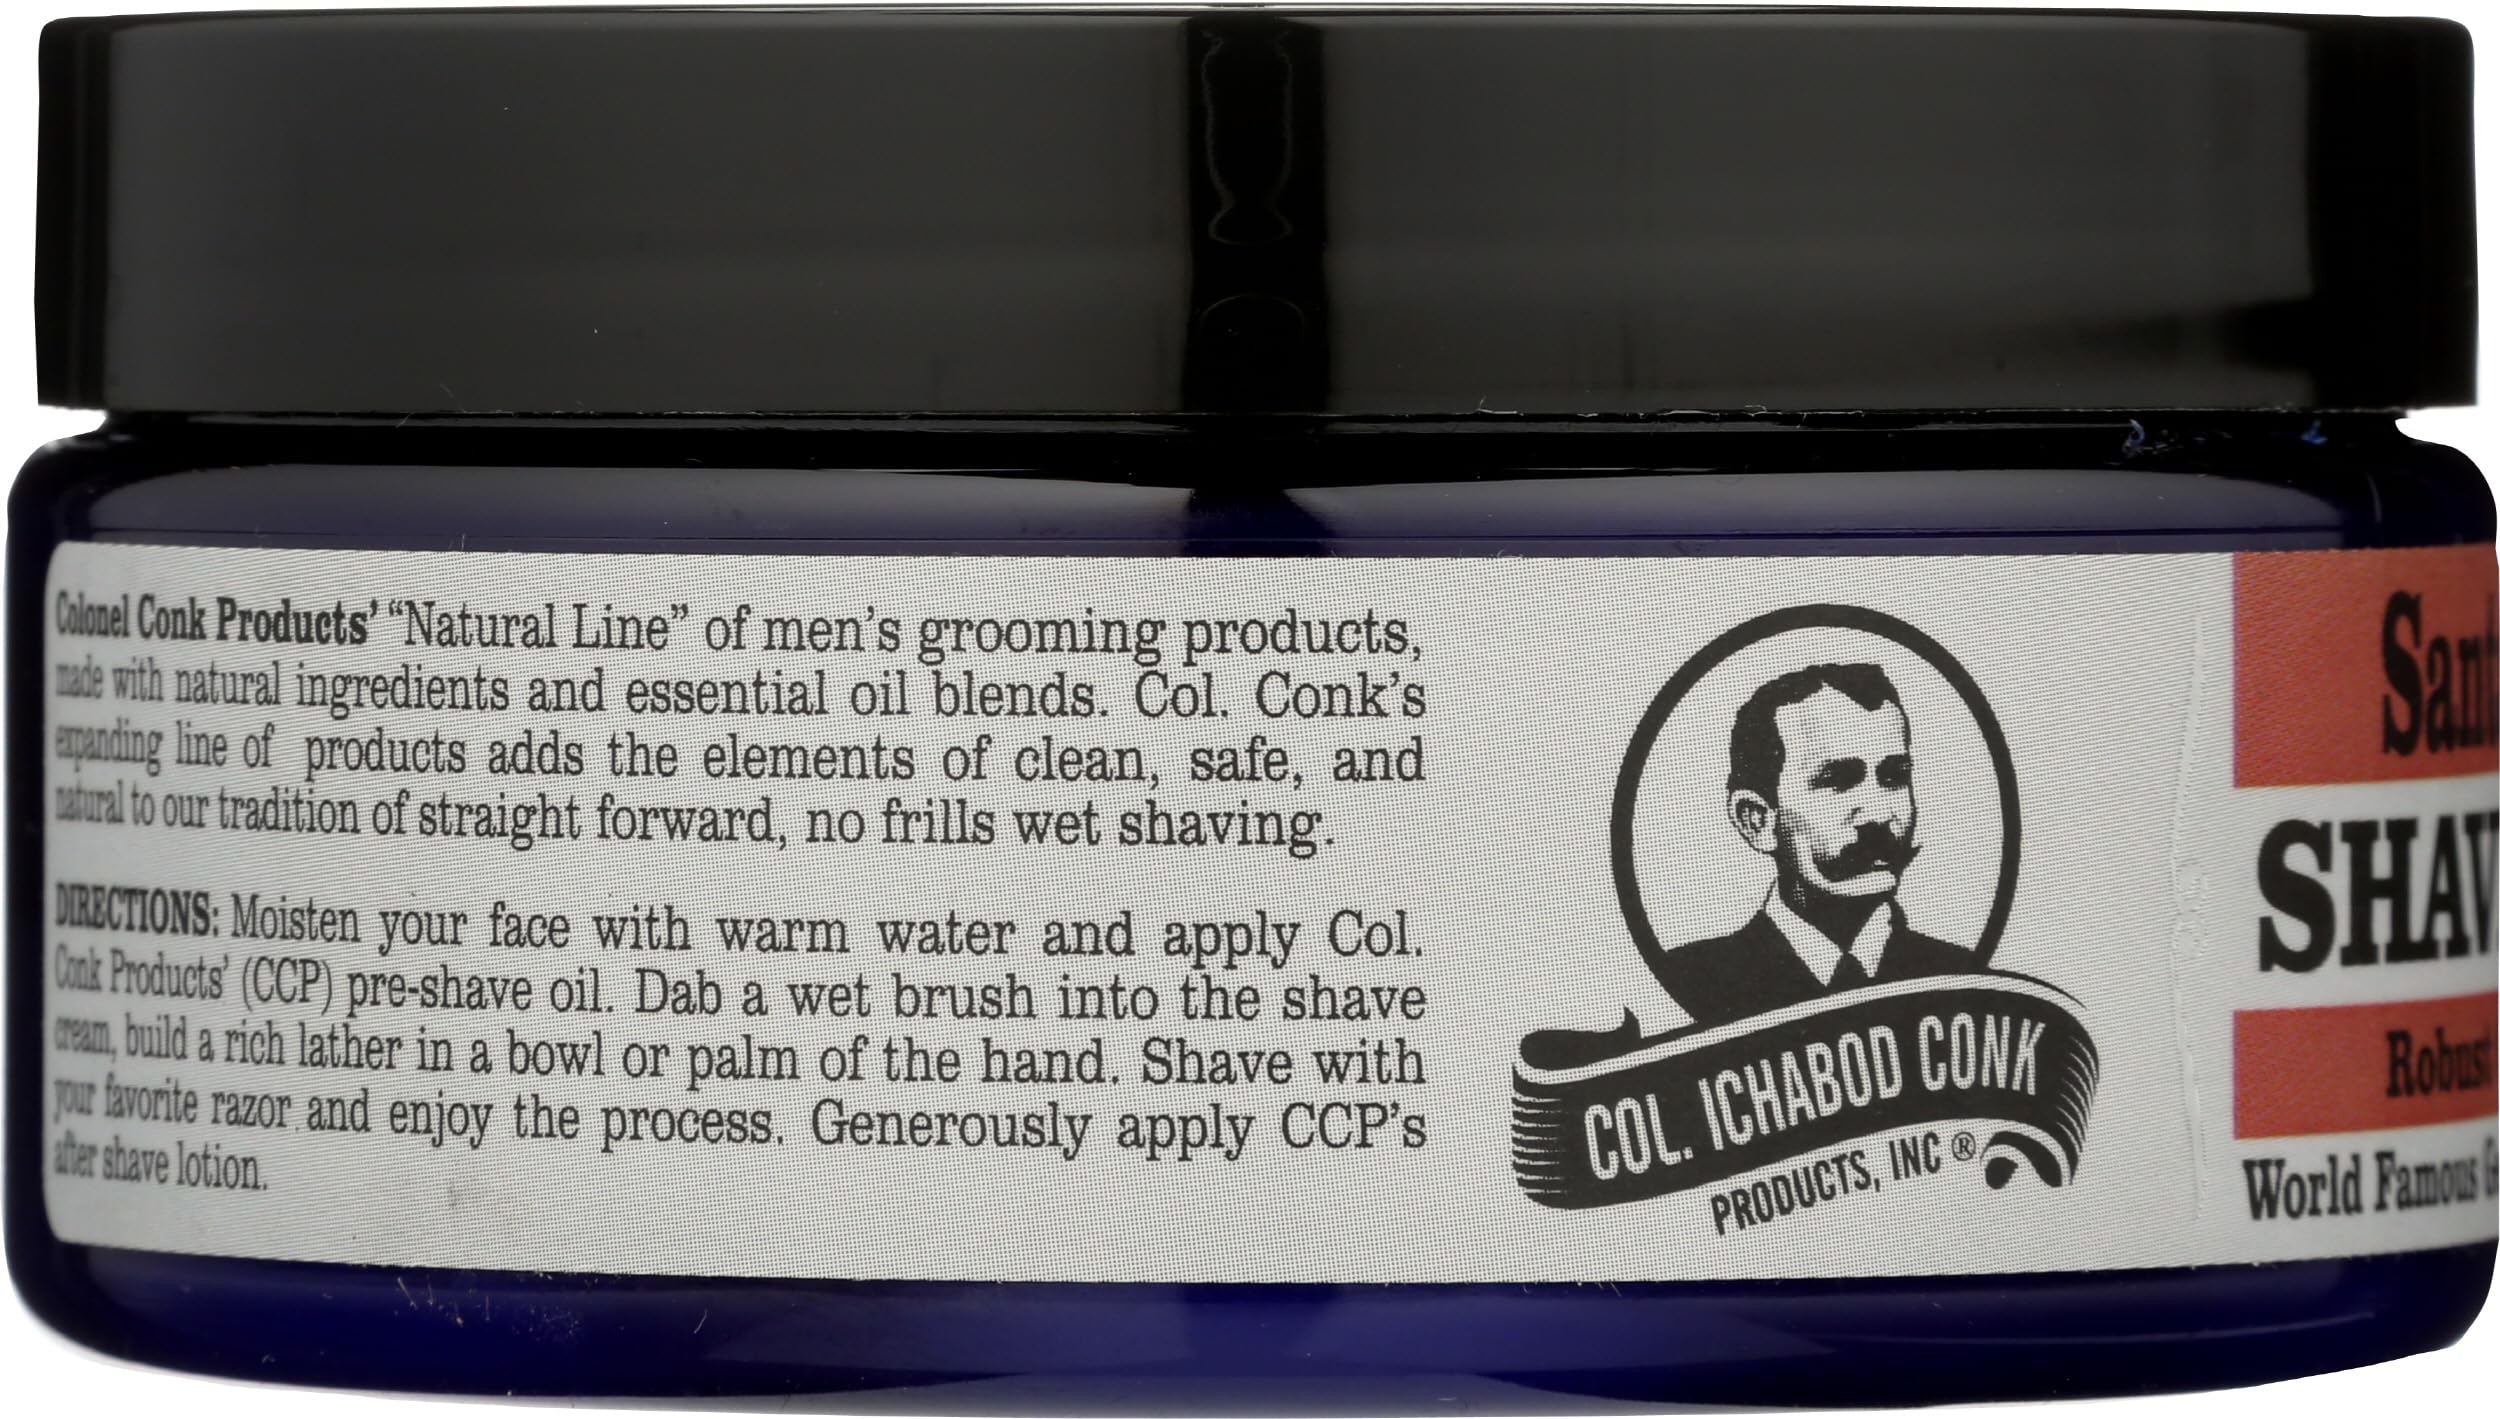 Colonel Conk Products' “Natural Line” of men's grooming products,
made with natural ingredients and essential oil blends. Col. Conk's
expanding line of products adds the elements of clean, safe, and
natural to our tradition of straight forward, no frills wet shaving.
DIRECTIONS: Moisten your face with warm water and apply Col.
Conk Products' (CCP) pre-shave oil. Dab a wet brush into the shave
cream, build a rich lather in a bowl or palm of the hand. Shave with
your favorite razor and enjoy the process. Generously apply CCP's
after shave lotion.
COL. ICHABOD CONK
PRODUCTS, INC ®
Robust
World Famous